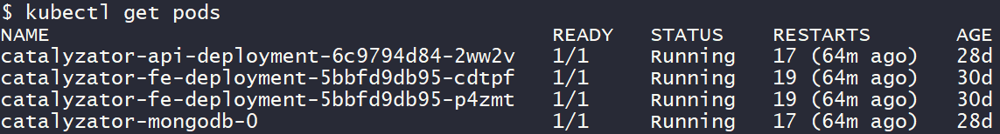 $ kubectl get pods
NAME READY STATUS RESTARTS AGE
catalyzator-api-deployment-6c9794d84-2ww2v 1/1 Running 17 (64m ago) 28d
catalyzator-fe-deployment-5bbfd9db95-cdtpf 1/1 Running 19 (64m ago) 30d
catalyzator-fe-deployment-5bbfd9db95-p4zmt 1/1 Running 19 (64m ago) 30d
catalyzator-mongodb-0 1/1 Running 17 (64m ago) 28d